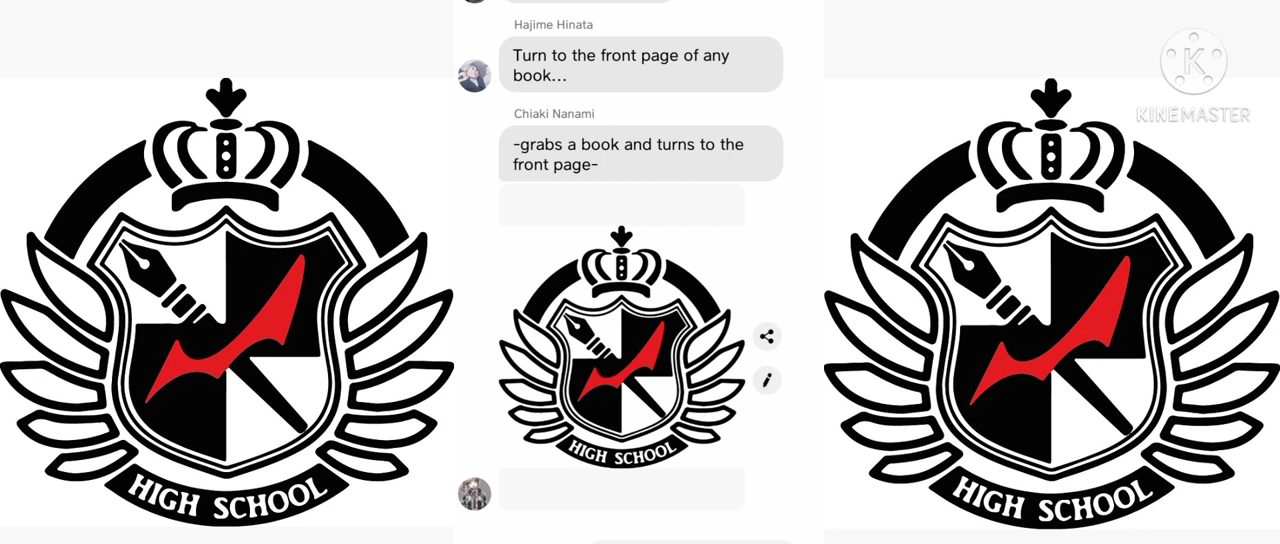 Hajime Hinata
Turn to the front page of any
book...
Chiaki Nanami
-grabs a book and turns to the
front page-
HIGH SCHOOL
HIGH SCHOOL
HIGH SCHOOL
K
KINEMASTER